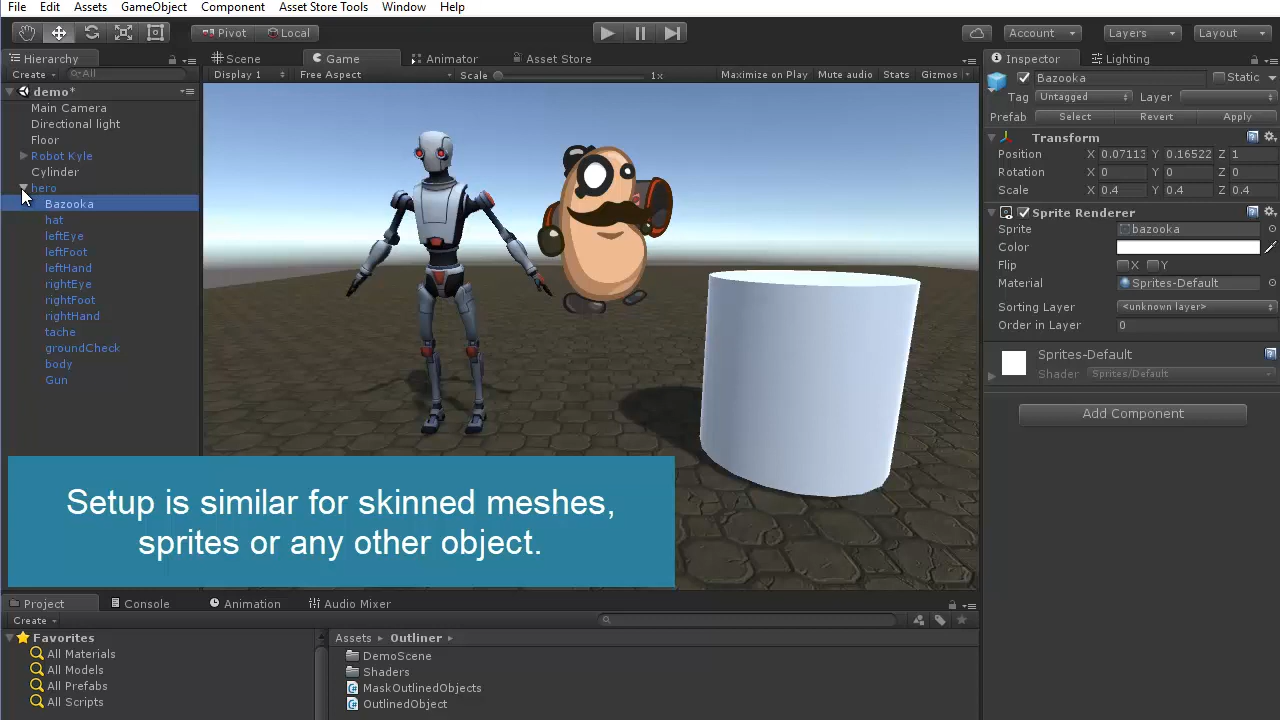 File Edit Assets GameObject Component Asset Store Tools Window Help
Pivot Local Account Layers Layout
Hierarchy Scene Game Animator Asset Store Inspector Lighting
Create All Display 1 Free Aspect Scale 1x Maximize on Play Mute audio Stats Gizmos
Bazooka Static
demo*
Tag Untagged Layer
Main Camera
Prefab Select Revert Apply
Directional light
Floor
Transform
Robot Kyle
Position X 0.07113 Y 0.16522 Z 1
Cylinder
Rotation X 0 Y 0 Z 0
hero
Scale X 0.4 Y 0.4 Z 0.4
Bazooka
Sprite Renderer
hat
Sprite bazooka
leftEye
Color
leftFoot
Flip X Y
leftHand
Material Sprites-Default
rightEye
rightFoot
Sorting Layer <unknown layer>
rightHand
Order in Layer 0
tache
groundCheck
Sprites-Default
body
Shader Sprites/Default
Gun
Add Component
Setup is similar for skinned meshes,
sprites or any other object.
Project Console Animation Audio Mixer
Create
Favorites
Assets Outliner
All Materials
DemoScene
All Models
Shaders
All Prefabs
MaskOutlinedObjects
All Scripts
OutlinedObject